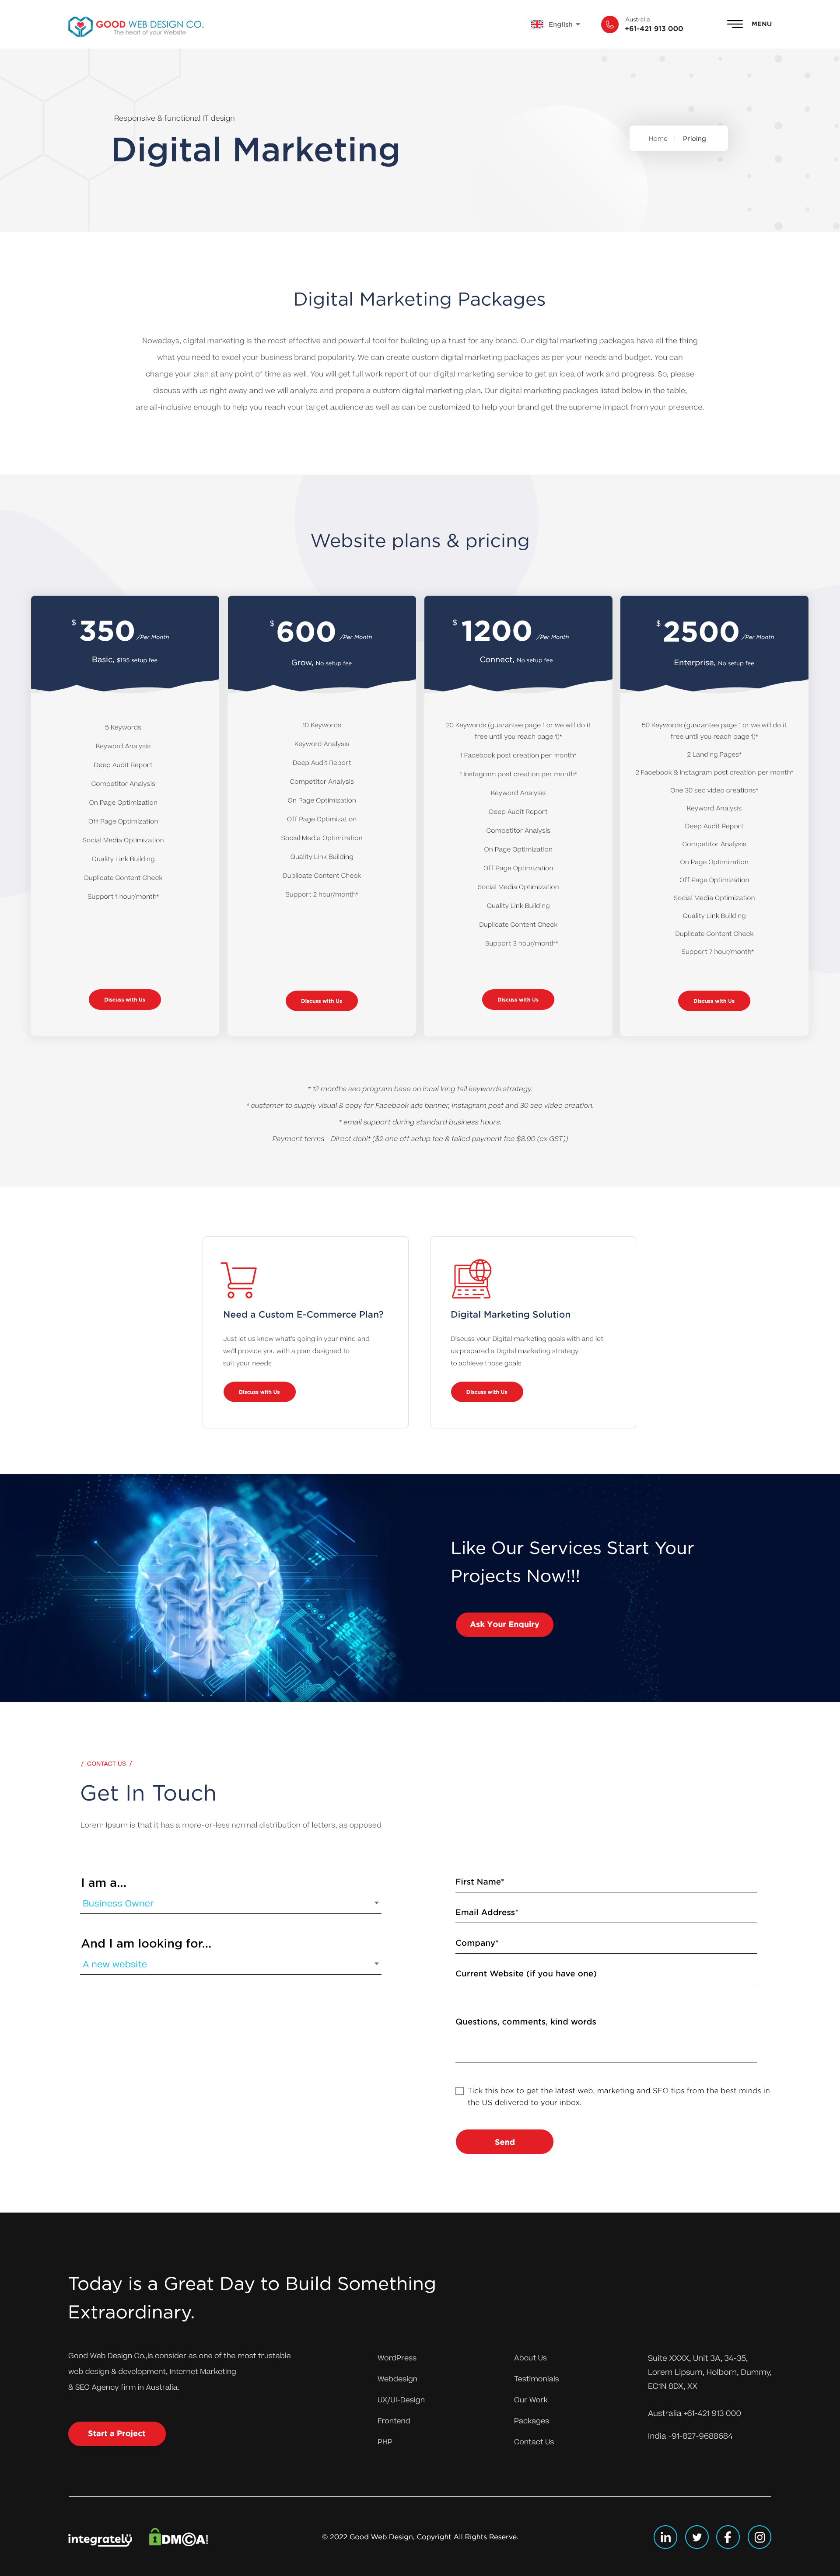 GOOD WEB DESIGN CO.
The heart of your Website
English
Australia
+61-421 913 000
MENU
Responsive & functional IT design
Digital Marketing
Home | Pricing
Digital Marketing Packages
Nowadays, digital marketing is the most effective and powerful tool for building up a trust for any brand. Our digital marketing packages have all the thing
what you need to excel your business brand popularity. We can create custom digital marketing packages as per your needs and budget. You can
change your plan at any point of time as well. You will get full work report of our digital marketing service to get an idea of work and progress. So, please
discuss with us right away and we will analyze and prepare a custom digital marketing plan. Our digital marketing packages listed below in the table,
are all-inclusive enough to help you reach your target audience as well as can be customized to help your brand get the supreme impact from your presence.
Website plans & pricing
$ 350 /Per Month
Basic, $195 setup fee
5 Keywords
Keyword Analysis
Deep Audit Report
Competitor Analysis
On Page Optimization
Off Page Optimization
Social Media Optimization
Quality Link Building
Duplicate Content Check
Support 1 hour/month*
Discuss with Us
$ 600 /Per Month
Grow, No setup fee
10 Keywords
Keyword Analysis
Deep Audit Report
Competitor Analysis
On Page Optimization
Off Page Optimization
Social Media Optimization
Quality Link Building
Duplicate Content Check
Support 2 hour/month*
Discuss with Us
$ 1200 /Per Month
Connect, No setup fee
20 Keywords (guarantee page 1 or we will do it
free until you reach page 1)*
1 Facebook post creation per month*
1 Instagram post creation per month*
Keyword Analysis
Deep Audit Report
Competitor Analysis
On Page Optimization
Off Page Optimization
Social Media Optimization
Quality Link Building
Duplicate Content Check
Support 3 hour/month*
Discuss with Us
$ 2500 /Per Month
Enterprise, No setup fee
50 Keywords (guarantee page 1 or we will do it
free until you reach page 1)*
2 Landing Pages*
2 Facebook & Instagram post creation per month*
One 30 sec video creations*
Keyword Analysis
Deep Audit Report
Competitor Analysis
On Page Optimization
Off Page Optimization
Social Media Optimization
Quality Link Building
Duplicate Content Check
Support 7 hour/month*
Discuss with Us
* 12 months seo program base on local long tail keywords strategy.
* customer to supply visual & copy for Facebook ads banner, instagram post and 30 sec video creation.
* email support during standard business hours.
Payment terms - Direct debit ($2 one off setup fee & failed payment fee $8.90 (ex GST))
Need a Custom E-Commerce Plan?
Just let us know what's going in your mind and
we'll provide you with a plan designed to
suit your needs
Discuss with Us
Digital Marketing Solution
Discuss your Digital marketing goals with and let
us prepared a Digital marketing strategy
to achieve those goals
Discuss with Us
Like Our Services Start Your
Projects Now!!!
Ask Your Enquiry
/ CONTACT US /
Get In Touch
Lorem Ipsum is that it has a more-or-less normal distribution of letters, as opposed
I am a...
Business Owner
And I am looking for...
A new website
First Name*
Email Address*
Company*
Current Website (if you have one)
Questions, comments, kind words
Tick this box to get the latest web, marketing and SEO tips from the best minds in
the US delivered to your inbox.
Send
Today is a Great Day to Build Something
Extraordinary.
Good Web Design Co.,is consider as one of the most trustable
web design & development, Internet Marketing
& SEO Agency firm in Australia.
Start a Project
WordPress
Webdesign
UX/UI-Design
Frontend
PHP
About Us
Testimonials
Our Work
Packages
Contact Us
Suite XXXX, Unit 3A, 34-35,
Lorem Lipsum, Holborn, Dummy,
EC1N 8DX, XX
Australia +61-421 913 000
India +91-827-9688684
integrately
DMCA
© 2022 Good Web Design, Copyright All Rights Reserve.
in
f